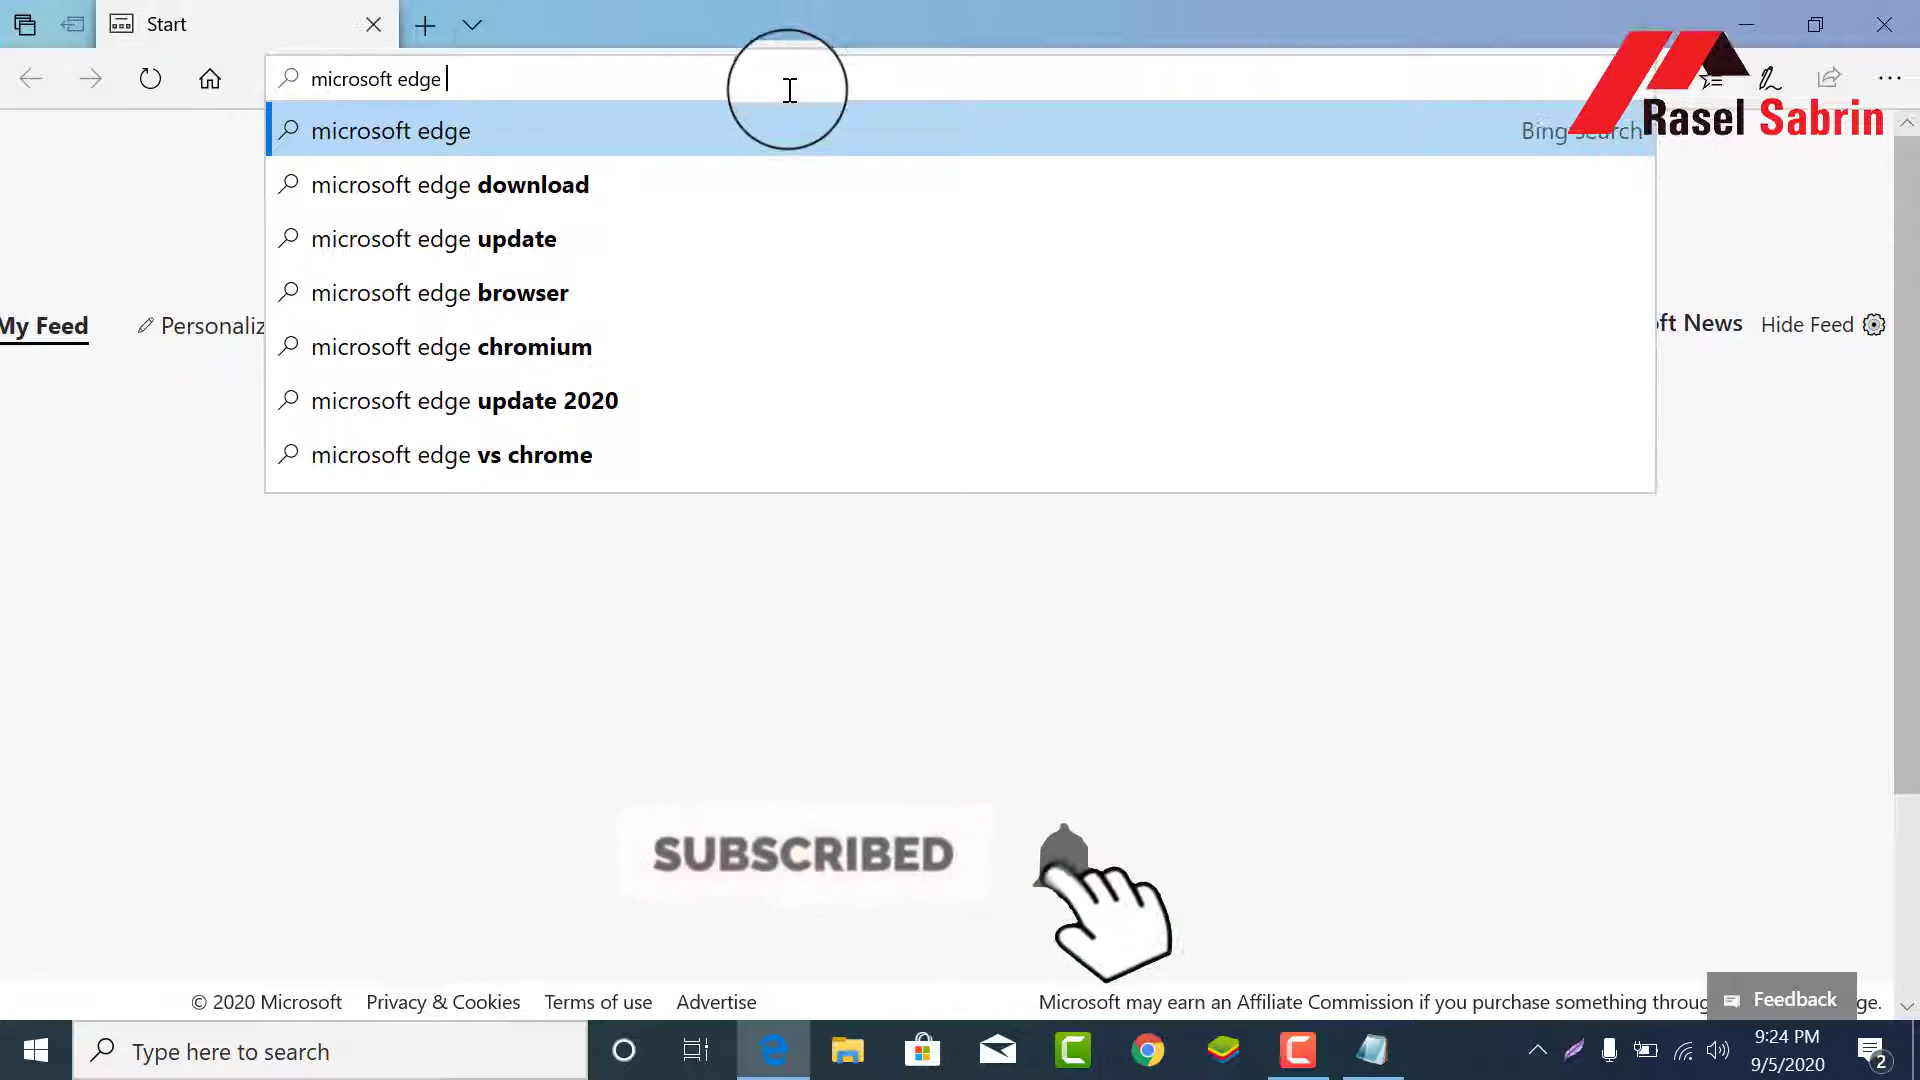 Start
microsoft edge
Rasel Sabrin
microsoft edge
Bing search
microsoft edge download
microsoft edge update
microsoft edge browser
My Feed
Personaliz
ft News
Hide Feed
microsoft edge chromium
microsoft edge update 2020
microsoft edge vs chrome
SUBSCRIBED
© 2020 Microsoft
Privacy & Cookies
Terms of use
Advertise
Microsoft may earn an Affiliate Commission if you purchase something throug
ge.
Feedback
Type here to search
9:24 PM
9/5/2020
2